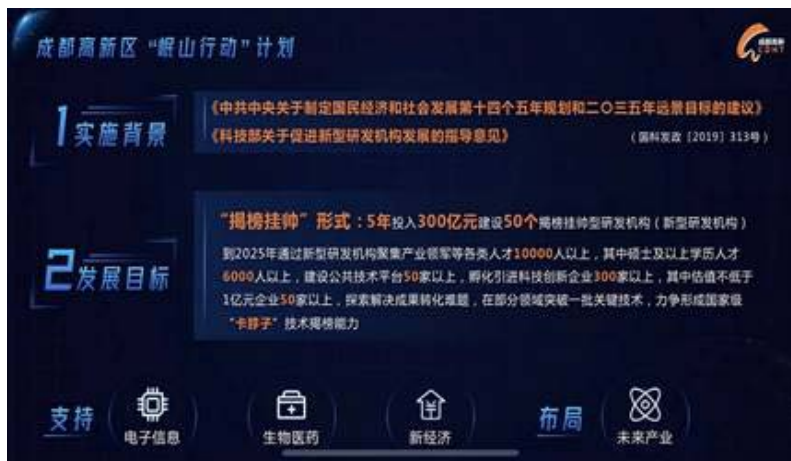 成都高新区“岷山行动”计划
成都高新
CDHT
1实施背景
《中共中央关于制定国民经济和社会发展第十四个五年规划和二〇三五年远景目标的建议》
《科技部关于促进新型研发机构发展的指导意见》
(国科发政〔2019〕313号)
2发展目标
“揭榜挂帅”形式：5年投入300亿元建设50个揭榜挂帅型研发机构(新型研发机构)
到2025年通过新型研发机构聚集产业领军等各类人才10000人以上，其中硕士及以上学历人才
6000人以上，建设公共技术平台50家以上，孵化引进科技创新企业300家以上，其中估值不低于
1亿元企业50家以上，探索解决成果转化难题，在部分领域突破一批关键技术，力争形成国家级
“卡脖子”技术揭榜能力
支持
电子信息
生物医药
新经济
布局
未来产业